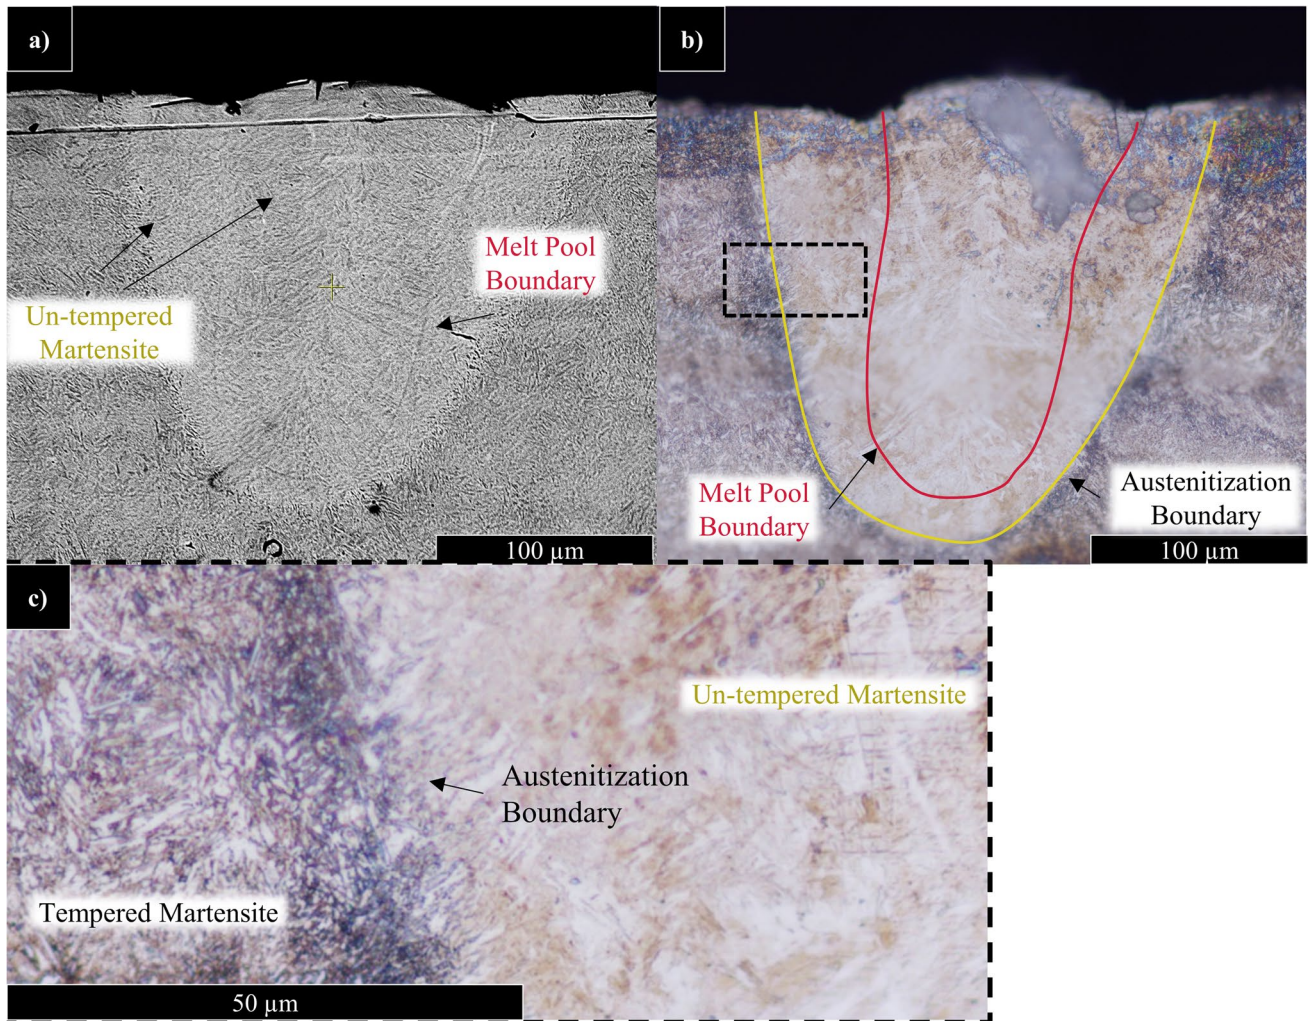 a)
Un-tempered
Martensite
Melt Pool
Boundary
100 µm
b)
Melt Pool
Boundary
Austenitization
Boundary
100 µm
c)
Un-tempered Martensite
Austenitization
Boundary
Tempered Martensite
50 µm